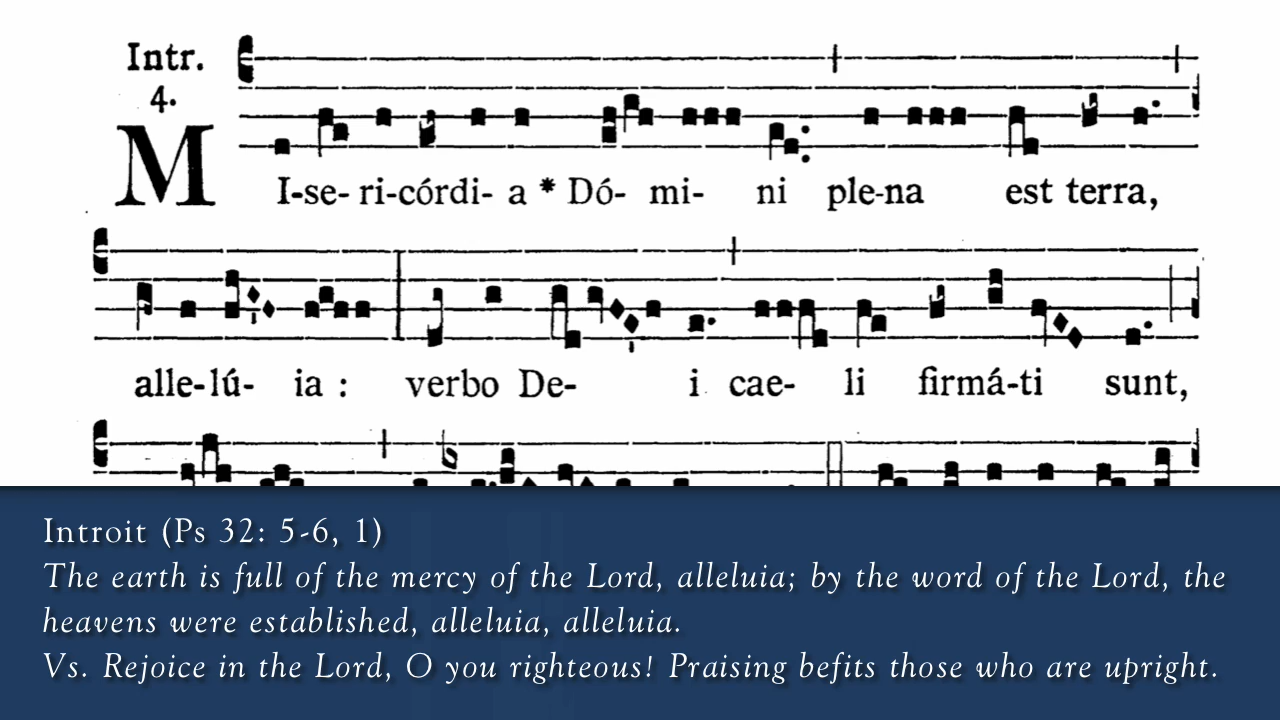 Intr.
4.
MI-se-ri-córdi-a * Dó-mi-ni ple-na est terra,
alle-lú-ia : verbo De-i cae-li firmá-ti sunt,
Introit (Ps 32: 5-6, 1)
The earth is full of the mercy of the Lord, alleluia; by the word of the Lord, the
heavens were established, alleluia, alleluia.
Vs. Rejoice in the Lord, O you righteous! Praising befits those who are upright.